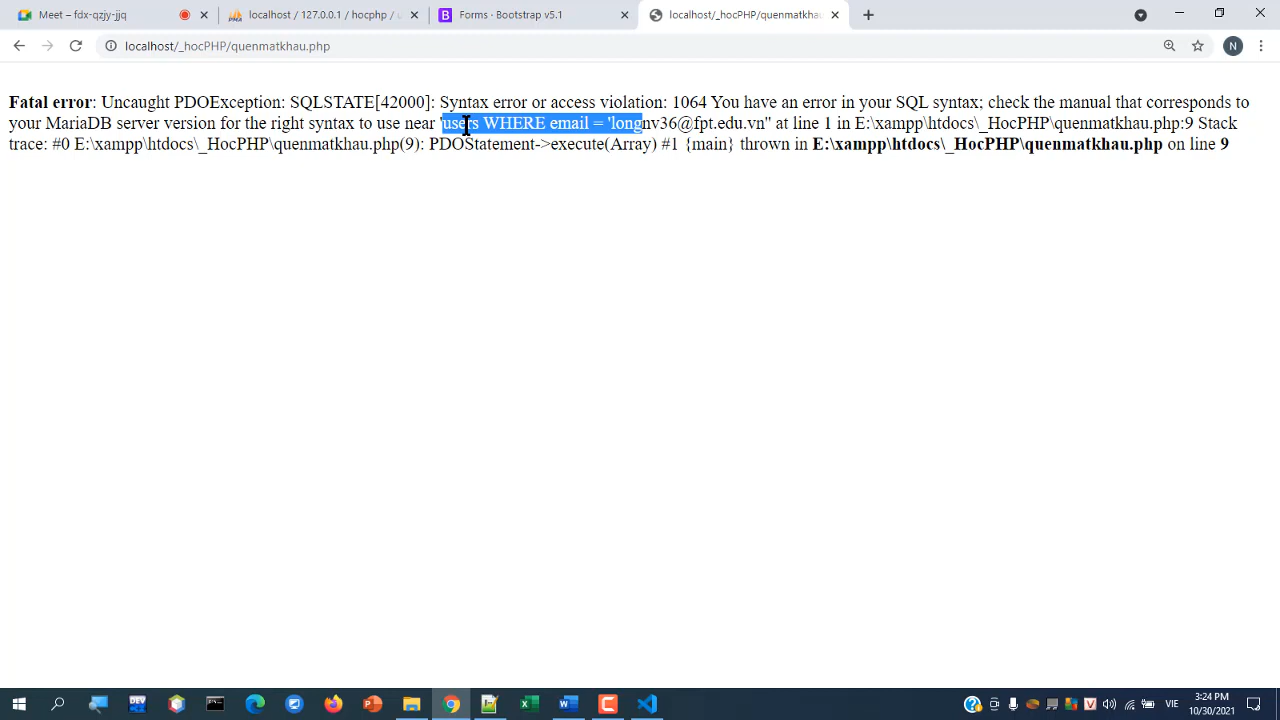 Meet – fdx-qzjy-jjq
localhost / 127.0.0.1 / hocphp / u
Forms · Bootstrap v5.1
localhost/_hocPHP/quenmatkhau
localhost/_hocPHP/quenmatkhau.php
N
Fatal error: Uncaught PDOException: SQLSTATE[42000]: Syntax error or access violation: 1064 You have an error in your SQL syntax; check the manual that corresponds to
your MariaDB server version for the right syntax to use near 'users WHERE email = 'longnv36@fpt.edu.vn'' at line 1 in E:\xampp\htdocs\_HocPHP\quenmatkhau.php:9 Stack
trace: #0 E:\xampp\htdocs\_HocPHP\quenmatkhau.php(9): PDOStatement->execute(Array) #1 {main} thrown in E:\xampp\htdocs\_HocPHP\quenmatkhau.php on line 9
VIE
3:24 PM
10/30/2021